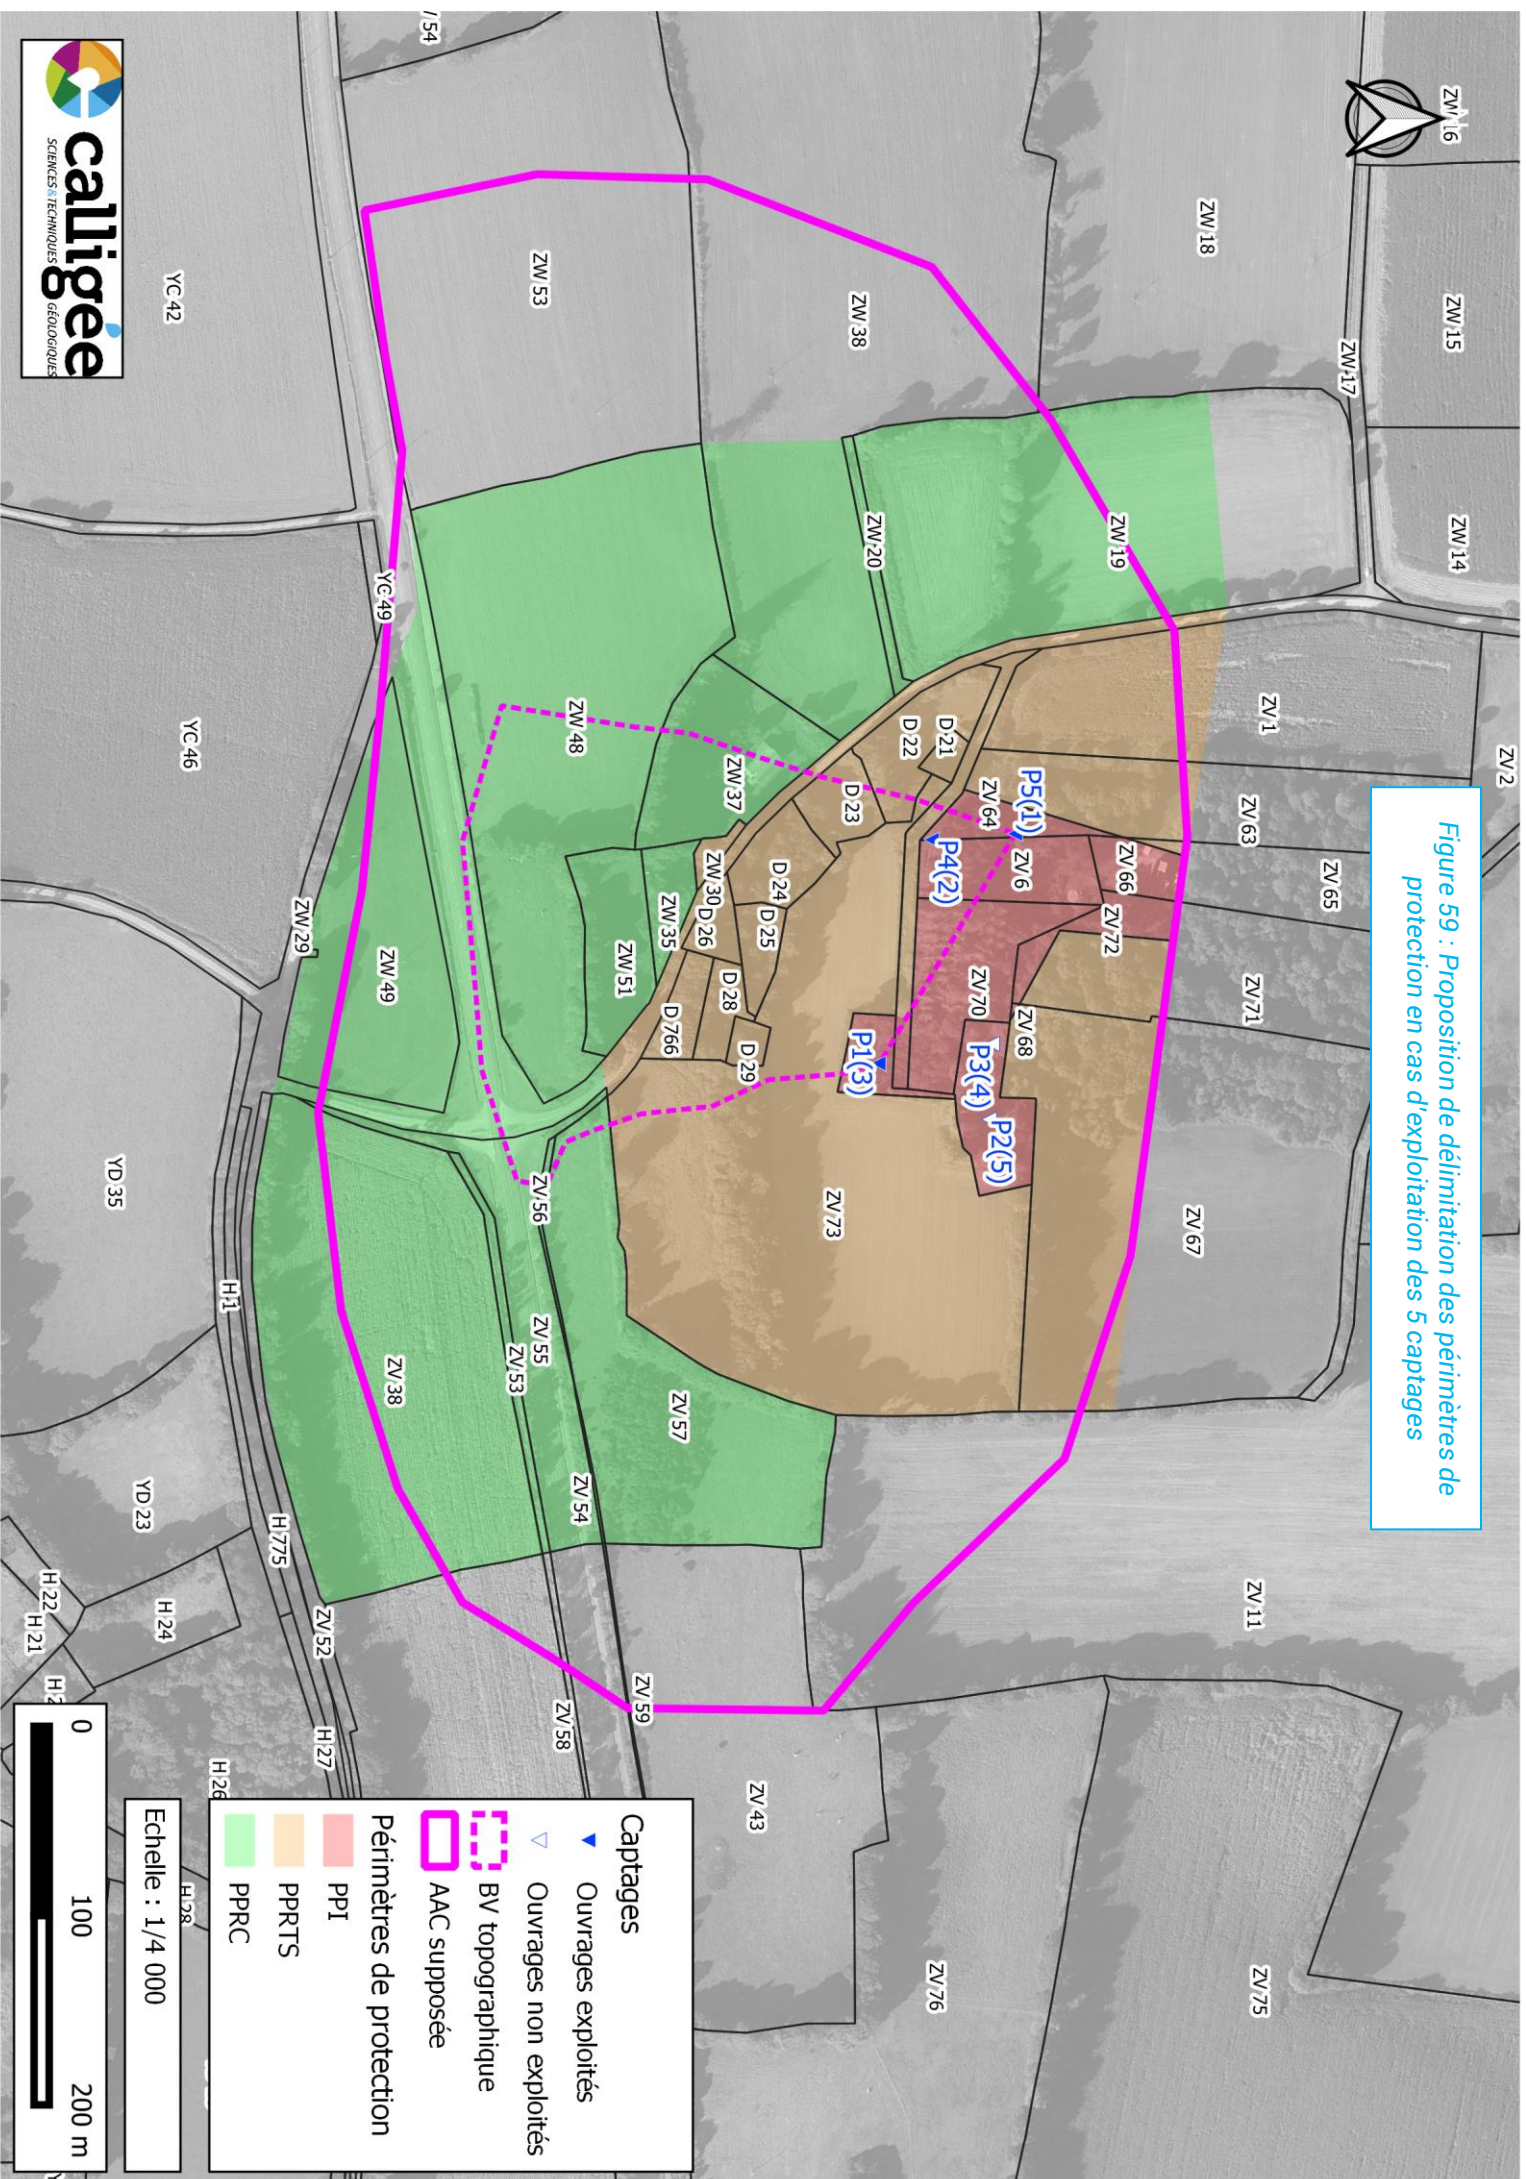 Figure 59 : Proposition de délimitation des périmètres de
protection en cas d'exploitation des 5 captages
ZW 16
ZW 15
ZW 14
ZV 2
ZW 18
ZW 17
ZV 1
ZV 63
ZV 65
ZV 71
ZV 67
ZV 11
ZV 75
ZW 19
ZV 66
ZV 72
P5(1)
ZV 64
ZV 6
ZV 70
ZV 68
P3(4)
P2(5)
P4(2)
P1(3)
D 21
D 22
D 23
ZW 38
ZW 20
D 24
D 25
D 28
D 29
ZV 73
ZV 43
ZV 76
ZW 37
ZW 30
D 26
D 766
ZW 35
ZW 51
ZW 53
ZW 48
ZV 56
ZV 55
ZV 53
ZV 54
ZV 57
ZV 59
ZV 58
/ 54
YC 49
ZW 49
ZV 38
ZW 29
YC 42
YC 46
YD 35
H 1
YD 23
H 775
ZV 52
H 27
H 24
H 22
H 21
H 26
H 28
calligée
SCIENCES & TECHNIQUES GÉOLOGIQUES
Captages
Ouvrages exploités
Ouvrages non exploités
BV topographique
AAC supposée
Périmètres de protection
PPI
PPRTS
PPRC
Echelle : 1/4 000
0
100
200 m